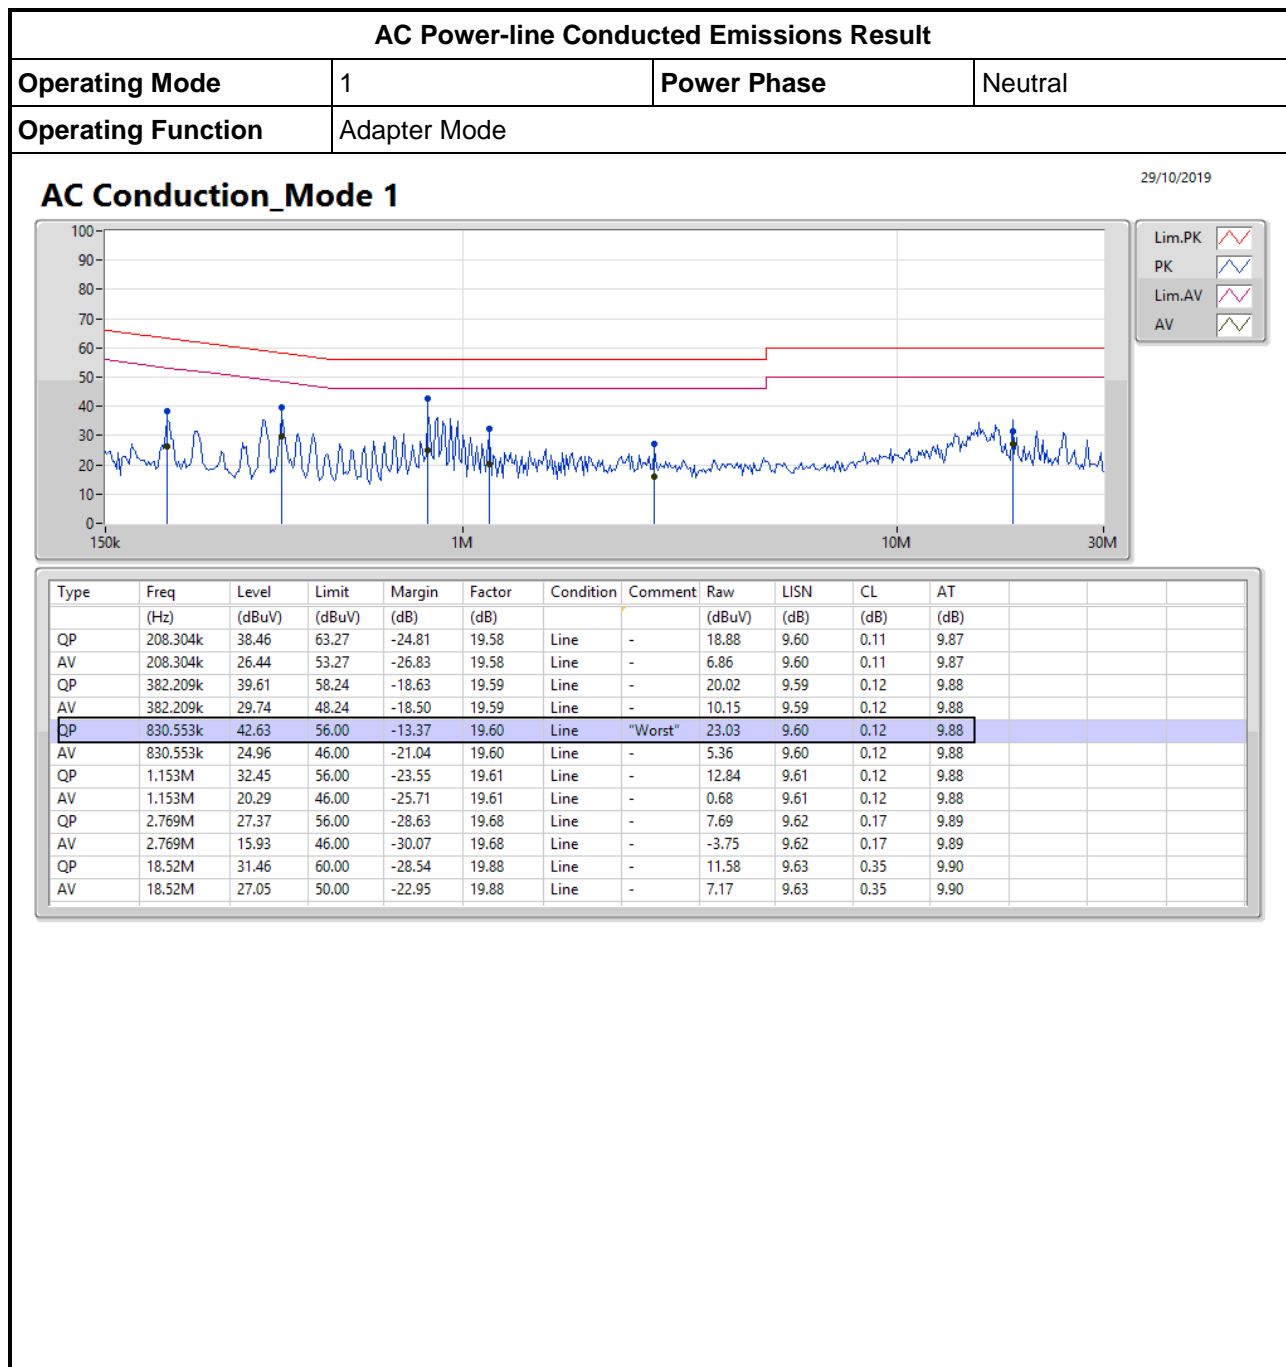 AC Power-line Conducted Emissions Result
Operating Mode 1 Power Phase Neutral
Operating Function Adapter Mode
29/10/2019
AC Conduction_Mode 1
100
90
80
70
60
50
40
30
20
10
0
150k 1M 10M 30M
Lim.PK
PK
Lim.AV
AV
Type Freq Level Limit Margin Factor Condition Comment Raw LISN CL AT
(Hz) (dBuV) (dBuV) (dB) (dB) (dBuV) (dB) (dB) (dB)
QP 208.304k 38.46 63.27 -24.81 19.58 Line - 18.88 9.60 0.11 9.87
AV 208.304k 26.44 53.27 -26.83 19.58 Line - 6.86 9.60 0.11 9.87
QP 382.209k 39.61 58.24 -18.63 19.59 Line - 20.02 9.59 0.12 9.88
AV 382.209k 29.74 48.24 -18.50 19.59 Line - 10.15 9.59 0.12 9.88
QP 830.553k 42.63 56.00 -13.37 19.60 Line "Worst" 23.03 9.60 0.12 9.88
AV 830.553k 24.96 46.00 -21.04 19.60 Line - 5.36 9.60 0.12 9.88
QP 1.153M 32.45 56.00 -23.55 19.61 Line - 12.84 9.61 0.12 9.88
AV 1.153M 20.29 46.00 -25.71 19.61 Line - 0.68 9.61 0.12 9.88
QP 2.769M 27.37 56.00 -28.63 19.68 Line - 7.69 9.62 0.17 9.89
AV 2.769M 15.93 46.00 -30.07 19.68 Line - -3.75 9.62 0.17 9.89
QP 18.52M 31.46 60.00 -28.54 19.88 Line - 11.58 9.63 0.35 9.90
AV 18.52M 27.05 50.00 -22.95 19.88 Line - 7.17 9.63 0.35 9.90